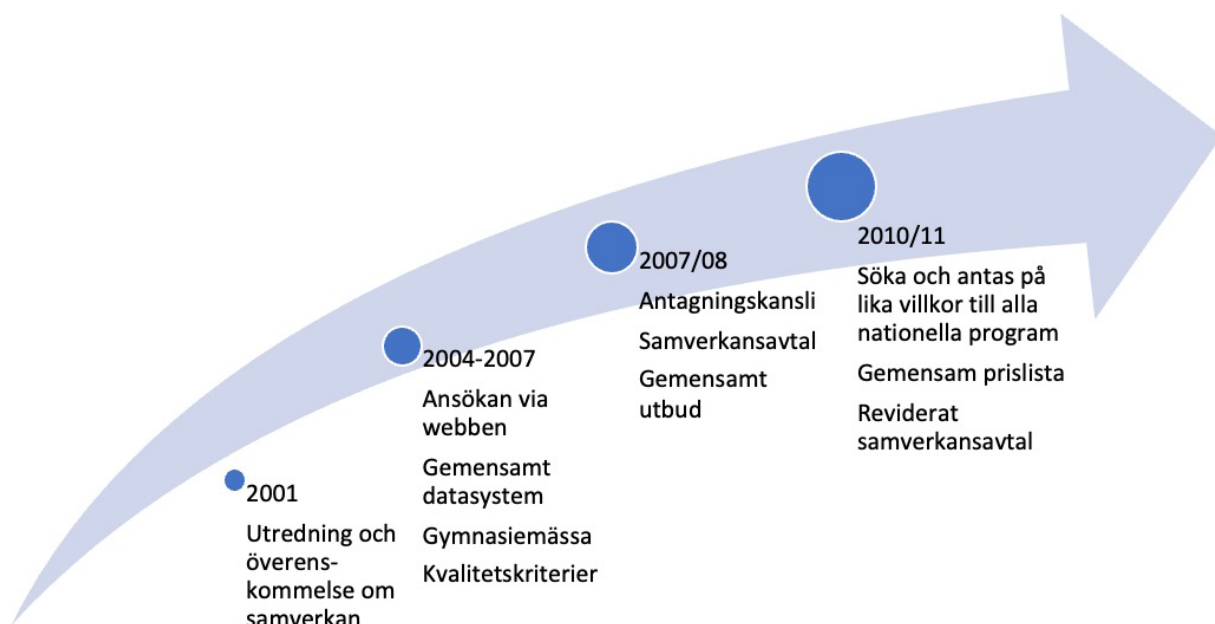 2001
Utredning och
överens-
kommelse om
samverkan
2004-2007
Ansökan via
webben
Gemensamt
datasystem
Gymnasiemässa
Kvalitetskriterier
2007/08
Antagningskansli
Samverkansavtal
Gemensamt
utbud
2010/11
Söka och antas på
lika villkor till alla
nationella program
Gemensam prislista
Reviderat
samverkansavtal